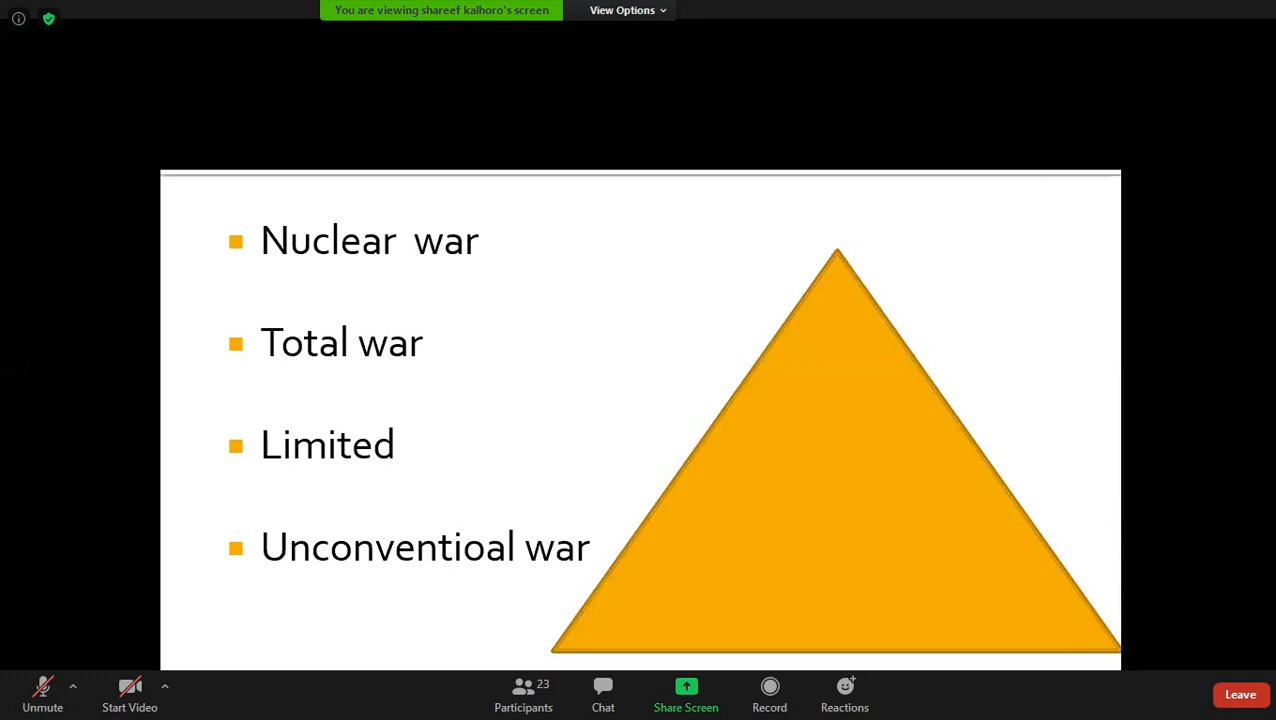 You are viewing shareef kalhoro's screen
View Options
Nuclear war
Total war
Limited
Unconventioal war
23
Unmute
Start Video
Participants
Chat
Share Screen
Record
Reactions
Leave